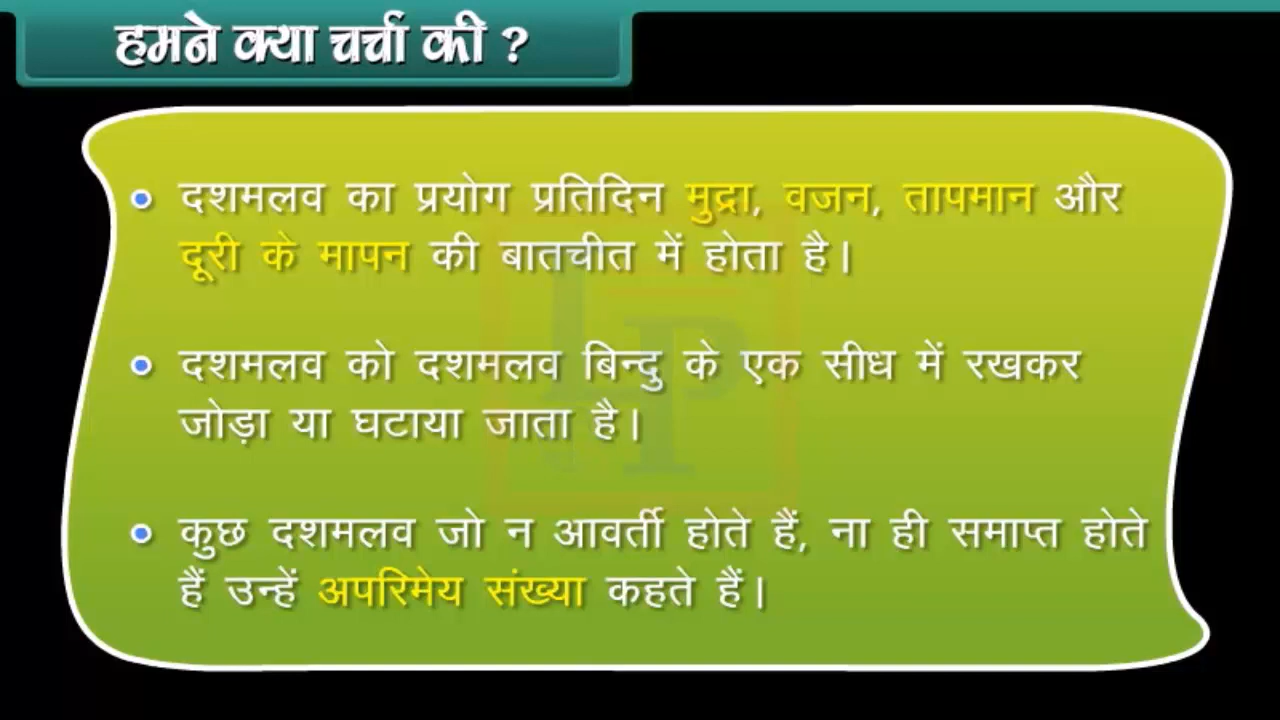 हमने क्या चर्चा की ?
दशमलव का प्रयोग प्रतिदिन मुद्रा, वजन, तापमान और
दूरी के मापन की बातचीत में होता है।
दशमलव को दशमलव बिन्दु के एक सीध में रखकर
जोड़ा या घटाया जाता है।
कुछ दशमलव जो न आवर्ती होते हैं, ना ही समाप्त होते
हैं उन्हें अपरिमेय संख्या कहते हैं।